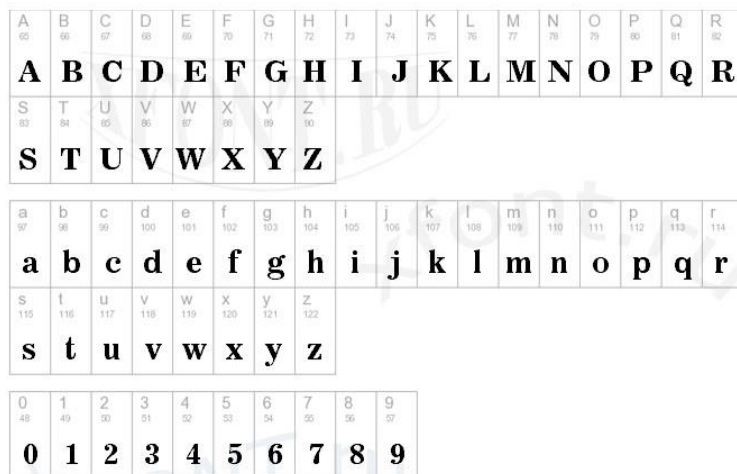 A B C D E F G H I J K L M N O P Q R
65 66 67 68 69 70 71 72 73 74 75 76 77 78 79 80 81 82
A B C D E F G H I J K L M N O P Q R
S T U V W X Y Z
83 84 85 86 87 88 89 90
S T U V W X Y Z
a b c d e f g h i j k l m n o p q r
97 98 99 100 101 102 103 104 105 106 107 108 109 110 111 112 113 114
a b c d e f g h i j k l m n o p q r
s t u v w x y z
115 116 117 118 119 120 121 122
s t u v w x y z
0 1 2 3 4 5 6 7 8 9
48 49 50 51 52 53 54 55 56 57
0 1 2 3 4 5 6 7 8 9
XFONT.RU
xfont.ru